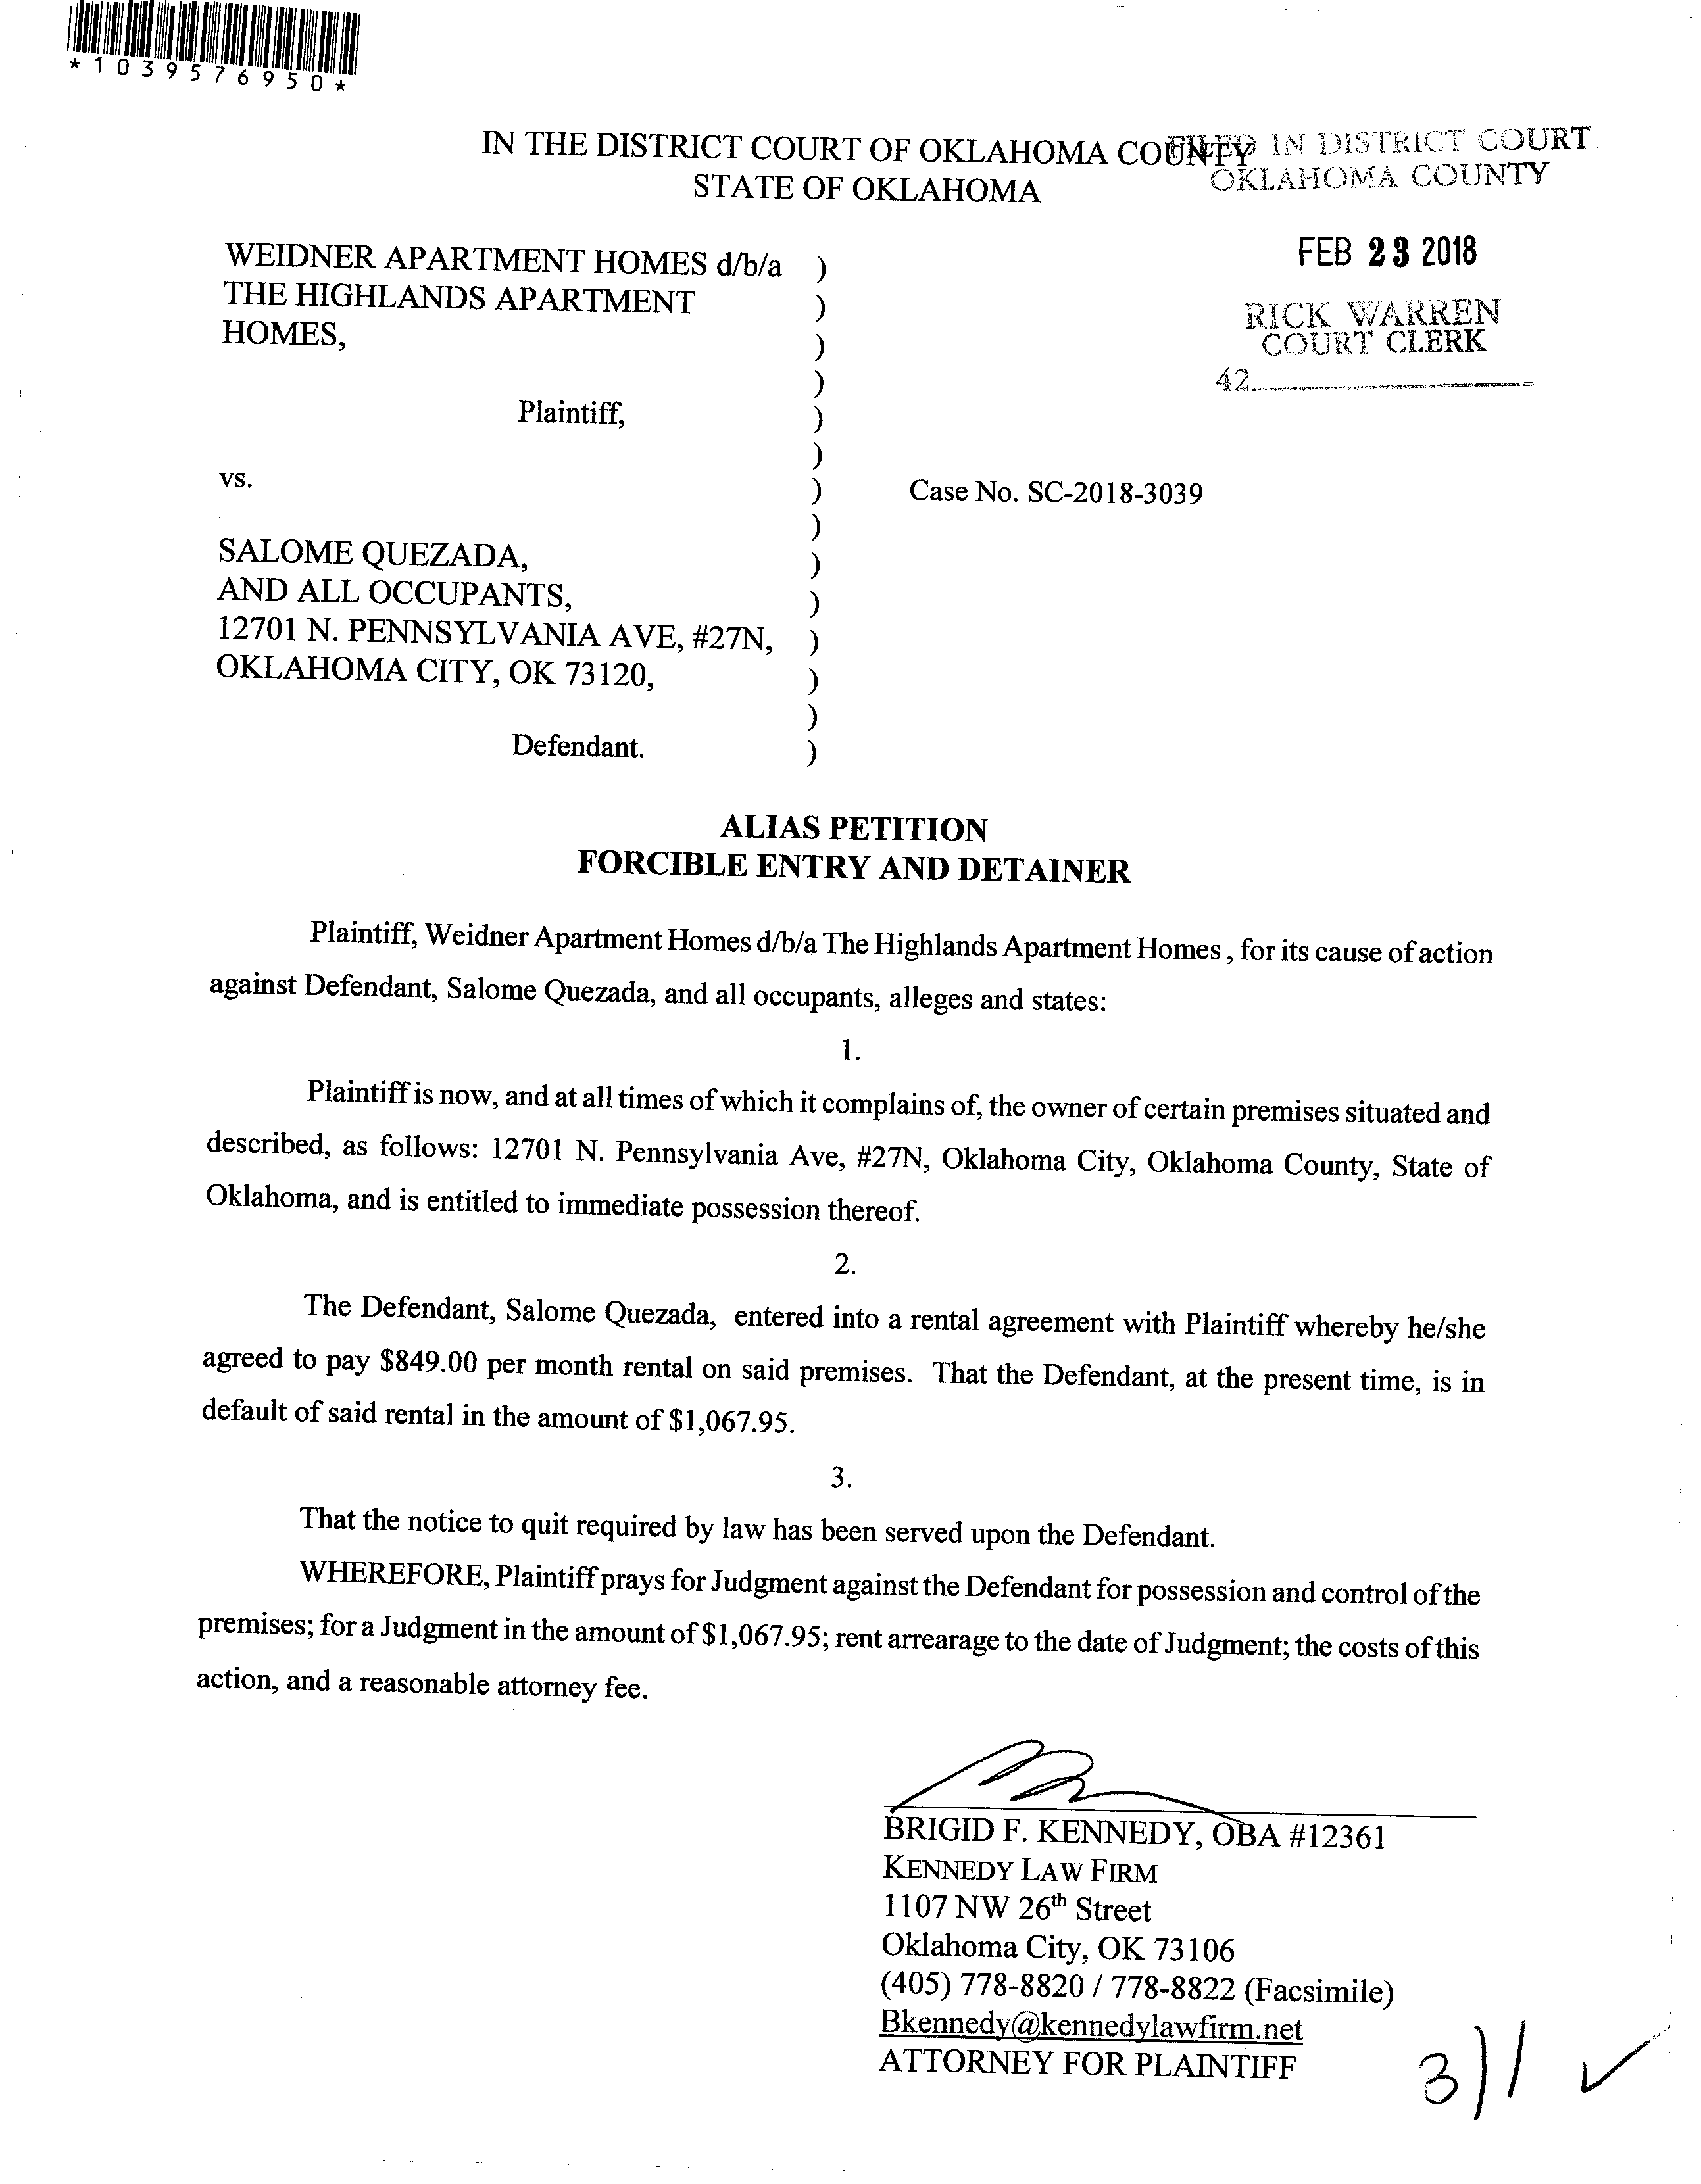 *1039576950*
IN THE DISTRICT COURT OF OKLAHOMA COUNTY
STATE OF OKLAHOMA
FILED IN DISTRICT COURT
OKLAHOMA COUNTY
FEB 23 2018
RICK WARREN
COURT CLERK
42
WEIDNER APARTMENT HOMES d/b/a )
THE HIGHLANDS APARTMENT )
HOMES, )
)
Plaintiff, )
)
vs. ) Case No. SC-2018-3039
)
SALOME QUEZADA, )
AND ALL OCCUPANTS, )
12701 N. PENNSYLVANIA AVE, #27N, )
OKLAHOMA CITY, OK 73120, )
)
Defendant. )
ALIAS PETITION
FORCIBLE ENTRY AND DETAINER
Plaintiff, Weidner Apartment Homes d/b/a The Highlands Apartment Homes , for its cause of action
against Defendant, Salome Quezada, and all occupants, alleges and states:
1.
Plaintiff is now, and at all times of which it complains of, the owner of certain premises situated and
described, as follows: 12701 N. Pennsylvania Ave, #27N, Oklahoma City, Oklahoma County, State of
Oklahoma, and is entitled to immediate possession thereof.
2.
The Defendant, Salome Quezada, entered into a rental agreement with Plaintiff whereby he/she
agreed to pay $849.00 per month rental on said premises. That the Defendant, at the present time, is in
default of said rental in the amount of $1,067.95.
3.
That the notice to quit required by law has been served upon the Defendant.
WHEREFORE, Plaintiff prays for Judgment against the Defendant for possession and control of the
premises; for a Judgment in the amount of $1,067.95; rent arrearage to the date of Judgment; the costs of this
action, and a reasonable attorney fee.
BRIGID F. KENNEDY, OBA #12361
KENNEDY LAW FIRM
1107 NW 26th Street
Oklahoma City, OK 73106
(405) 778-8820 / 778-8822 (Facsimile)
Bkennedy@kennedylawfirm.net
ATTORNEY FOR PLAINTIFF